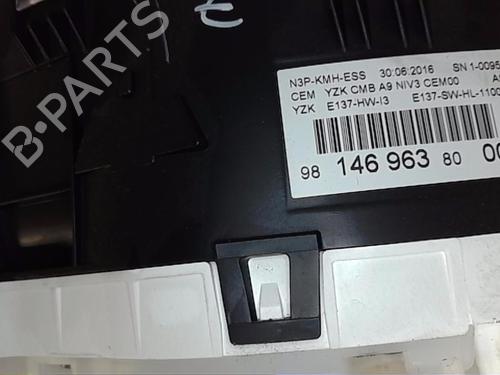 N3P-KMH-ESS 30.06.2016 SN 1-0095
CEM YZK CMB A9 NIV3 CEM00
YZK E137-HW-I3 E137-SW-HL-1100
98 146 963 80 00
B-PARTS